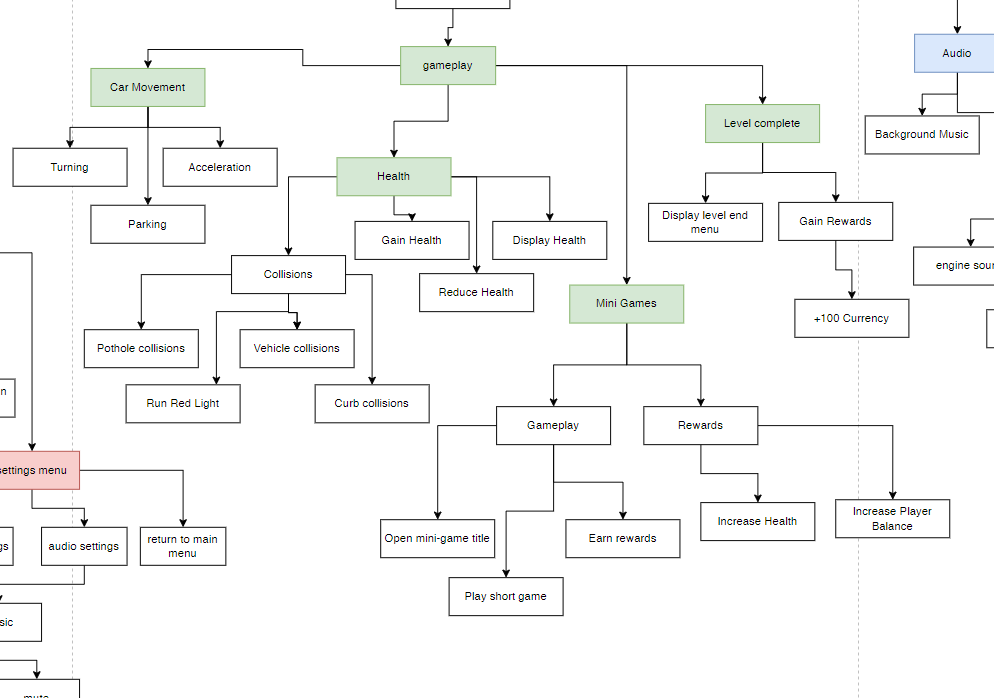 Audio
gameplay
Car Movement
Level complete
Background Music
Turning
Acceleration
Health
Parking
Display level end
menu
Gain Rewards
Gain Health
Display Health
engine
Collisions
Reduce Health
Mini Games
+100 Currency
Pothole collisions
Vehicle collisions
Run Red Light
Curb collisions
Gameplay
Rewards
settings menu
Increase Health
Increase Player
Balance
audio settings
return to main
menu
Open mini-game title
Earn rewards
Play short game